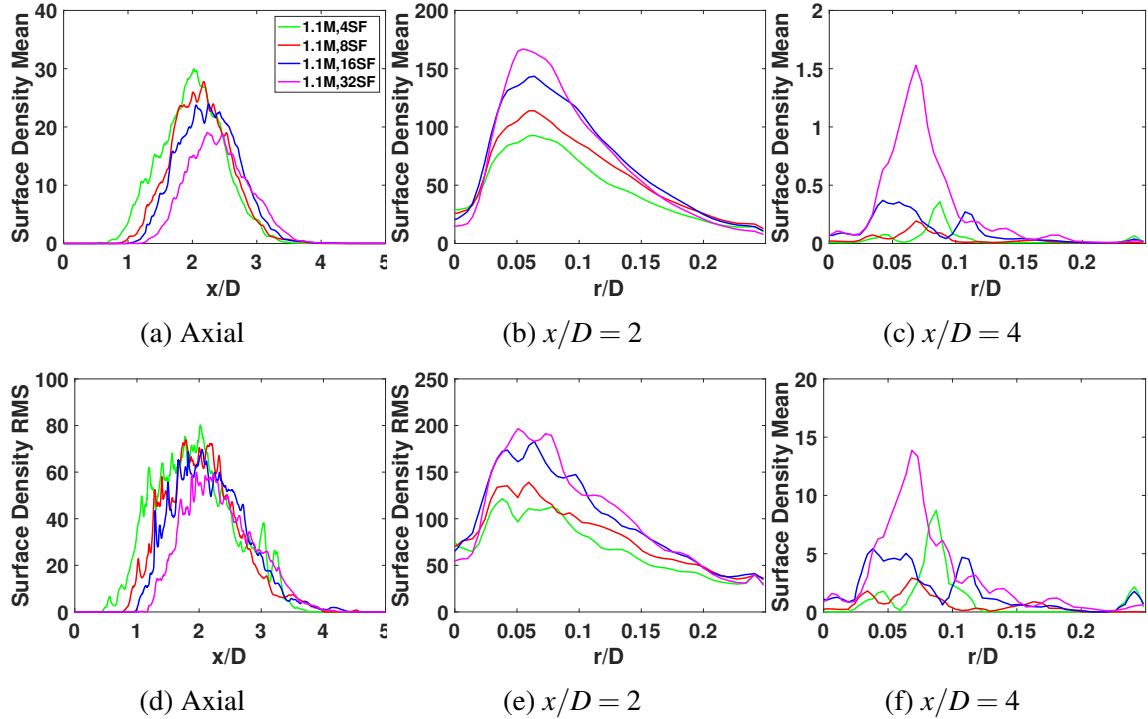 Surface Density Mean
40
30
20
10
0
0 1 2 3 4 5
x/D
1.1M,4SF
1.1M,8SF
1.1M,16SF
1.1M,32SF
(a) Axial
Surface Density Mean
200
150
100
50
0
0 0.05 0.1 0.15 0.2
r/D
(b) x/D = 2
Surface Density Mean
2
1.5
1
0.5
0
0 0.05 0.1 0.15 0.2
r/D
(c) x/D = 4
Surface Density RMS
100
80
60
40
20
0
0 1 2 3 4 5
x/D
(d) Axial
Surface Density RMS
250
200
150
100
50
0
0 0.05 0.1 0.15 0.2
r/D
(e) x/D = 2
Surface Density Mean
20
15
10
5
0
0 0.05 0.1 0.15 0.2
r/D
(f) x/D = 4